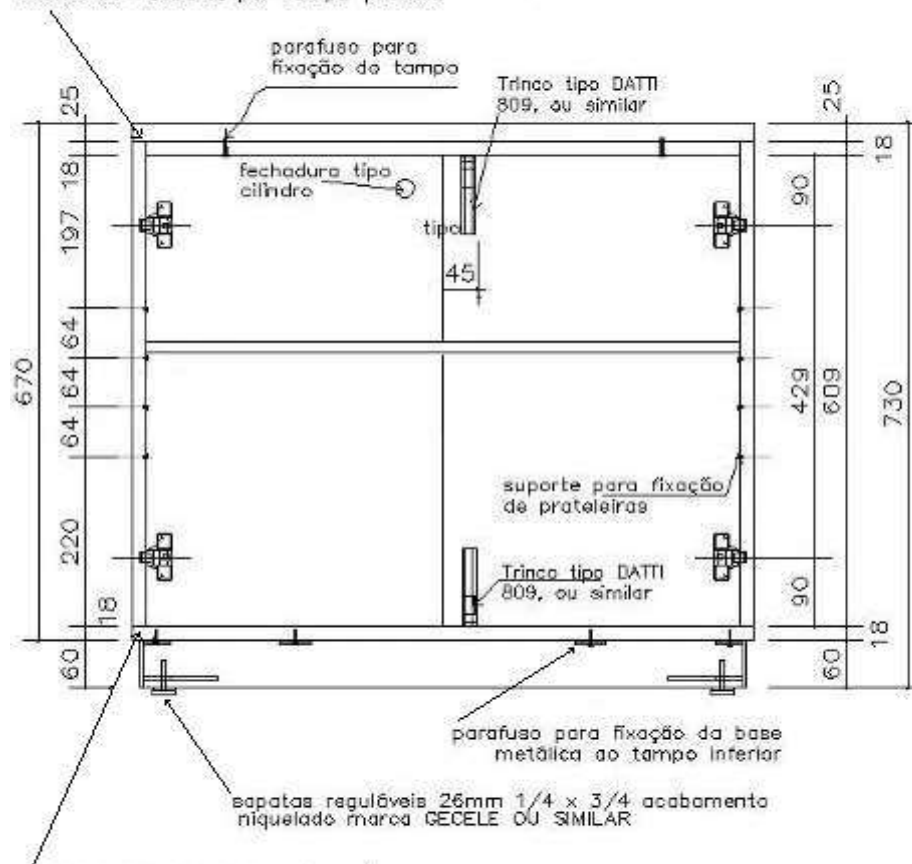 parafuso para
fixação do tampo
Trinco tipo DATTI
809, ou similar
25
25
18
18
fechadura tipo
cilindro
90
197
tipo
45
64
670
64
429
609
730
64
suporte para fixação
de prateleiras
220
Trinco tipo DATTI
809, ou similar
90
18
18
60
60
parafuso para fixação da base
metálica ao tampo inferior
sapatas reguláveis 26mm 1/4 x 3/4 acabamento
niquelado marca GECELE OU SIMILAR